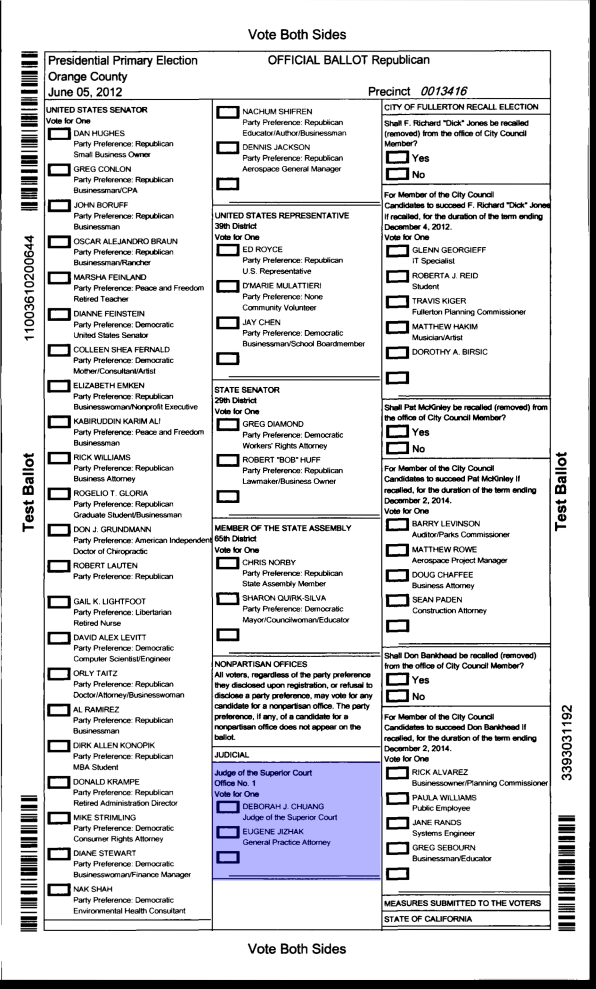 Vote Both Sides
Presidential Primary Election
Orange County
June 05, 2012
OFFICIAL BALLOT Republican
Precinct 0013416
UNITED STATES SENATOR
Vote for One
DAN HUGHES
Party Preference: Republican
Small Business Owner
GREG CONLON
Party Preference: Republican
Businessman/CPA
JOHN BORUFF
Party Preference: Republican
Businessman
OSCAR ALEJANDRO BRAUN
Party Preference: Republican
Businessman/Rancher
MARSHA FEINLAND
Party Preference: Peace and Freedom
Retired Teacher
DIANNE FEINSTEIN
Party Preference: Democratic
United States Senator
COLLEEN SHEA FERNALD
Party Preference: Democratic
Mother/Consultant/Artist
ELIZABETH EMKEN
Party Preference: Republican
Businesswoman/Nonprofit Executive
KABIRUDDIN KARIM ALI
Party Preference: Peace and Freedom
Businessman
RICK WILLIAMS
Party Preference: Republican
Business Attorney
ROGELIO T. GLORIA
Party Preference: Republican
Graduate Student/Businessman
DON J. GRUNDMANN
Party Preference: American Independent
Doctor of Chiropractic
ROBERT LAUTEN
Party Preference: Republican
GAIL K. LIGHTFOOT
Party Preference: Libertarian
Retired Nurse
DAVID ALEX LEVITT
Party Preference: Democratic
Computer Scientist/Engineer
ORLY TAITZ
Party Preference: Republican
Doctor/Attorney/Businesswoman
AL RAMIREZ
Party Preference: Republican
Businessman
DIRK ALLEN KONOPIK
Party Preference: Republican
MBA Student
DONALD KRAMPE
Party Preference: Republican
Retired Administration Director
MIKE STRIMLING
Party Preference: Democratic
Consumer Rights Attorney
DIANE STEWART
Party Preference: Democratic
Businesswoman/Finance Manager
NAK SHAH
Party Preference: Democratic
Environmental Health Consultant
NACHUM SHIFREN
Party Preference: Republican
Educator/Author/Businessman
DENNIS JACKSON
Party Preference: Republican
Aerospace General Manager
UNITED STATES REPRESENTATIVE
39th District
Vote for One
ED ROYCE
Party Preference: Republican
U.S. Representative
D'MARIE MULATTIERI
Party Preference: None
Community Volunteer
JAY CHEN
Party Preference: Democratic
Businessman/School Boardmember
STATE SENATOR
29th District
Vote for One
GREG DIAMOND
Party Preference: Democratic
Workers' Rights Attorney
ROBERT "BOB" HUFF
Party Preference: Republican
Lawmaker/Business Owner
MEMBER OF THE STATE ASSEMBLY
65th District
Vote for One
CHRIS NORBY
Party Preference: Republican
State Assembly Member
SHARON QUIRK-SILVA
Party Preference: Democratic
Mayor/Councilwoman/Educator
NONPARTISAN OFFICES
All voters, regardless of the party preference
they disclosed upon registration, or refusal to
disclose a party preference, may vote for any
candidate for a nonpartisan office. The party
preference, if any, of a candidate for a
nonpartisan office does not appear on the
ballot.
JUDICIAL
Judge of the Superior Court
Office No. 1
Vote for One
DEBORAH J. CHUANG
Judge of the Superior Court
EUGENE JIZHAK
General Practice Attorney
CITY OF FULLERTON RECALL ELECTION
Shall F. Richard "Dick" Jones be recalled
(removed) from the office of City Council
Member?
Yes
No
For Member of the City Council
Candidates to succeed F. Richard "Dick" Jones
if recalled, for the duration of the term ending
December 4, 2012.
Vote for One
GLENN GEORGIEFF
IT Specialist
ROBERTA J. REID
Student
TRAVIS KIGER
Fullerton Planning Commissioner
MATTHEW HAKIM
Musician/Artist
DOROTHY A. BIRSIC
Shall Pat McKinley be recalled (removed) from
the office of City Council Member?
Yes
No
For Member of the City Council
Candidates to succeed Pat McKinley if
recalled, for the duration of the term ending
December 2, 2014.
Vote for One
BARRY LEVINSON
Auditor/Parks Commissioner
MATTHEW ROWE
Aerospace Project Manager
DOUG CHAFFEE
Business Attorney
SEAN PADEN
Construction Attorney
Shall Don Bankhead be recalled (removed)
from the office of City Council Member?
Yes
No
For Member of the City Council
Candidates to succeed Don Bankhead if
recalled, for the duration of the term ending
December 2, 2014.
Vote for One
RICK ALVAREZ
Businessowner/Planning Commissioner
PAULA WILLIAMS
Public Employee
JANE RANDS
Systems Engineer
GREG SEBOURN
Businessman/Educator
MEASURES SUBMITTED TO THE VOTERS
STATE OF CALIFORNIA
11003610200644
Test Ballot
Test Ballot
3393031192
Vote Both Sides